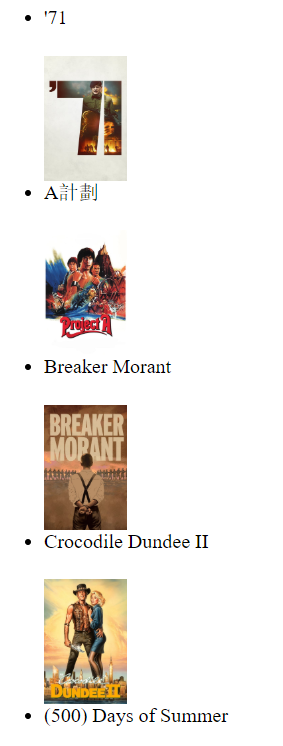 '71
'71
A計劃
Project A
Breaker Morant
BREAKER
MORANT
Crocodile Dundee II
DUNDEE II
(500) Days of Summer